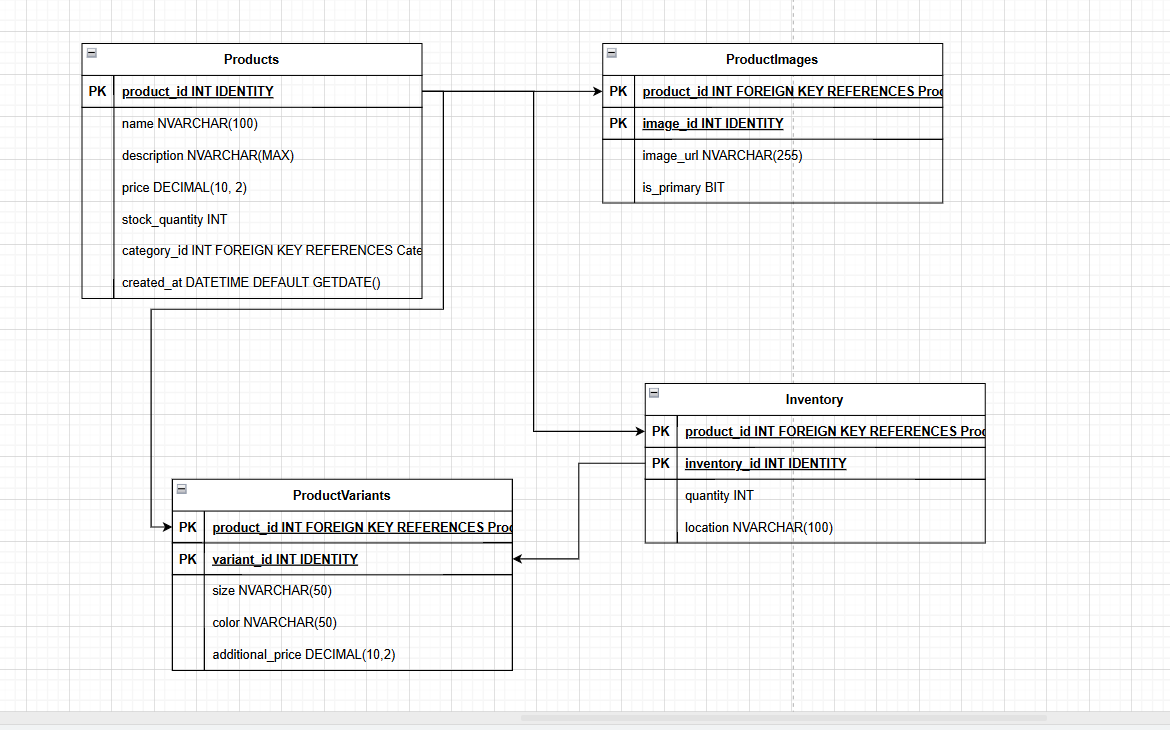 Products
PK product_id INT IDENTITY
name NVARCHAR(100)
description NVARCHAR(MAX)
price DECIMAL(10, 2)
stock_quantity INT
category_id INT FOREIGN KEY REFERENCES Cate
created_at DATETIME DEFAULT GETDATE()
ProductImages
PK product_id INT FOREIGN KEY REFERENCES Proc
PK image_id INT IDENTITY
image_url NVARCHAR(255)
is_primary BIT
Inventory
PK product_id INT FOREIGN KEY REFERENCES Proc
PK inventory_id INT IDENTITY
quantity INT
location NVARCHAR(100)
ProductVariants
PK product_id INT FOREIGN KEY REFERENCES Proc
PK variant_id INT IDENTITY
size NVARCHAR(50)
color NVARCHAR(50)
additional_price DECIMAL(10,2)